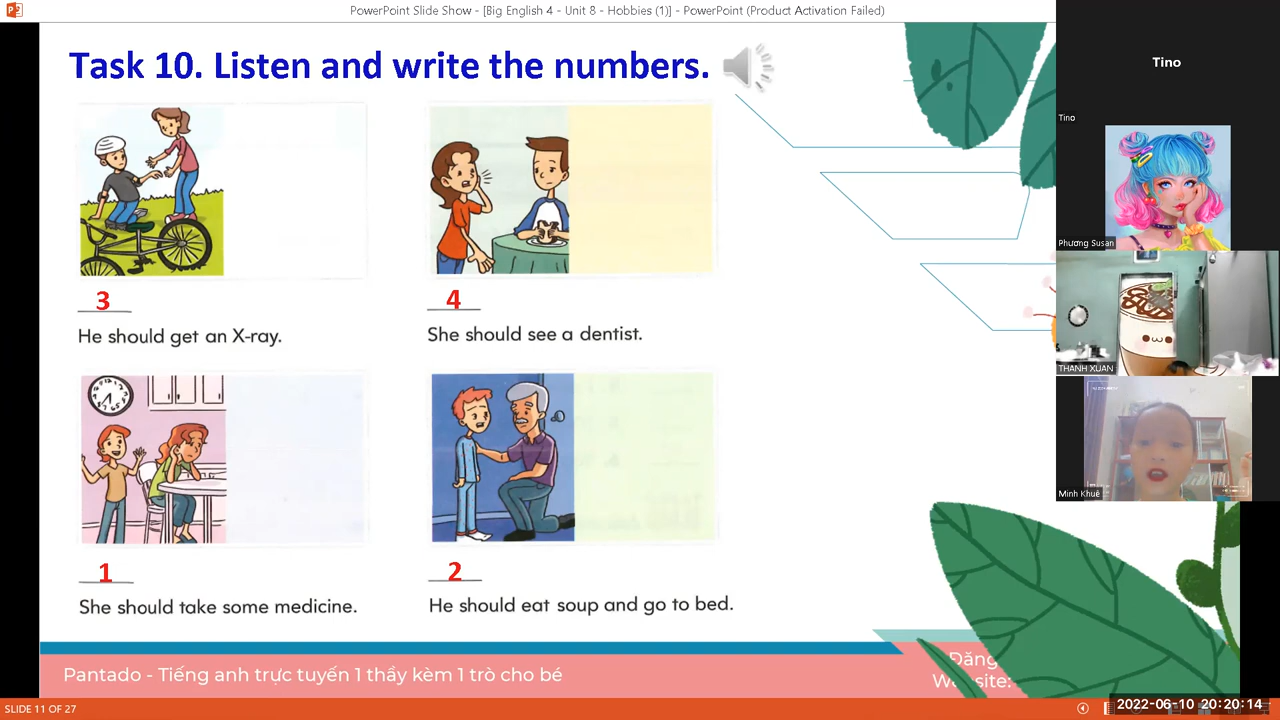 PowerPoint Slide Show - [Big English 4 - Unit 8 - Hobbies (1)] - PowerPoint (Product Activation Failed)
Task 10. Listen and write the numbers.
3
He should get an X-ray.
4
She should see a dentist.
1
She should take some medicine.
2
He should eat soup and go to bed.
Pantado - Tiếng anh trực tuyến 1 thầy kèm 1 trò cho bé
Đăng
site:
Tino
Tino
Phương Susan
THANH XUAN
Minh Khuê
SLIDE 11 OF 27
2022-06-10 20:20:14